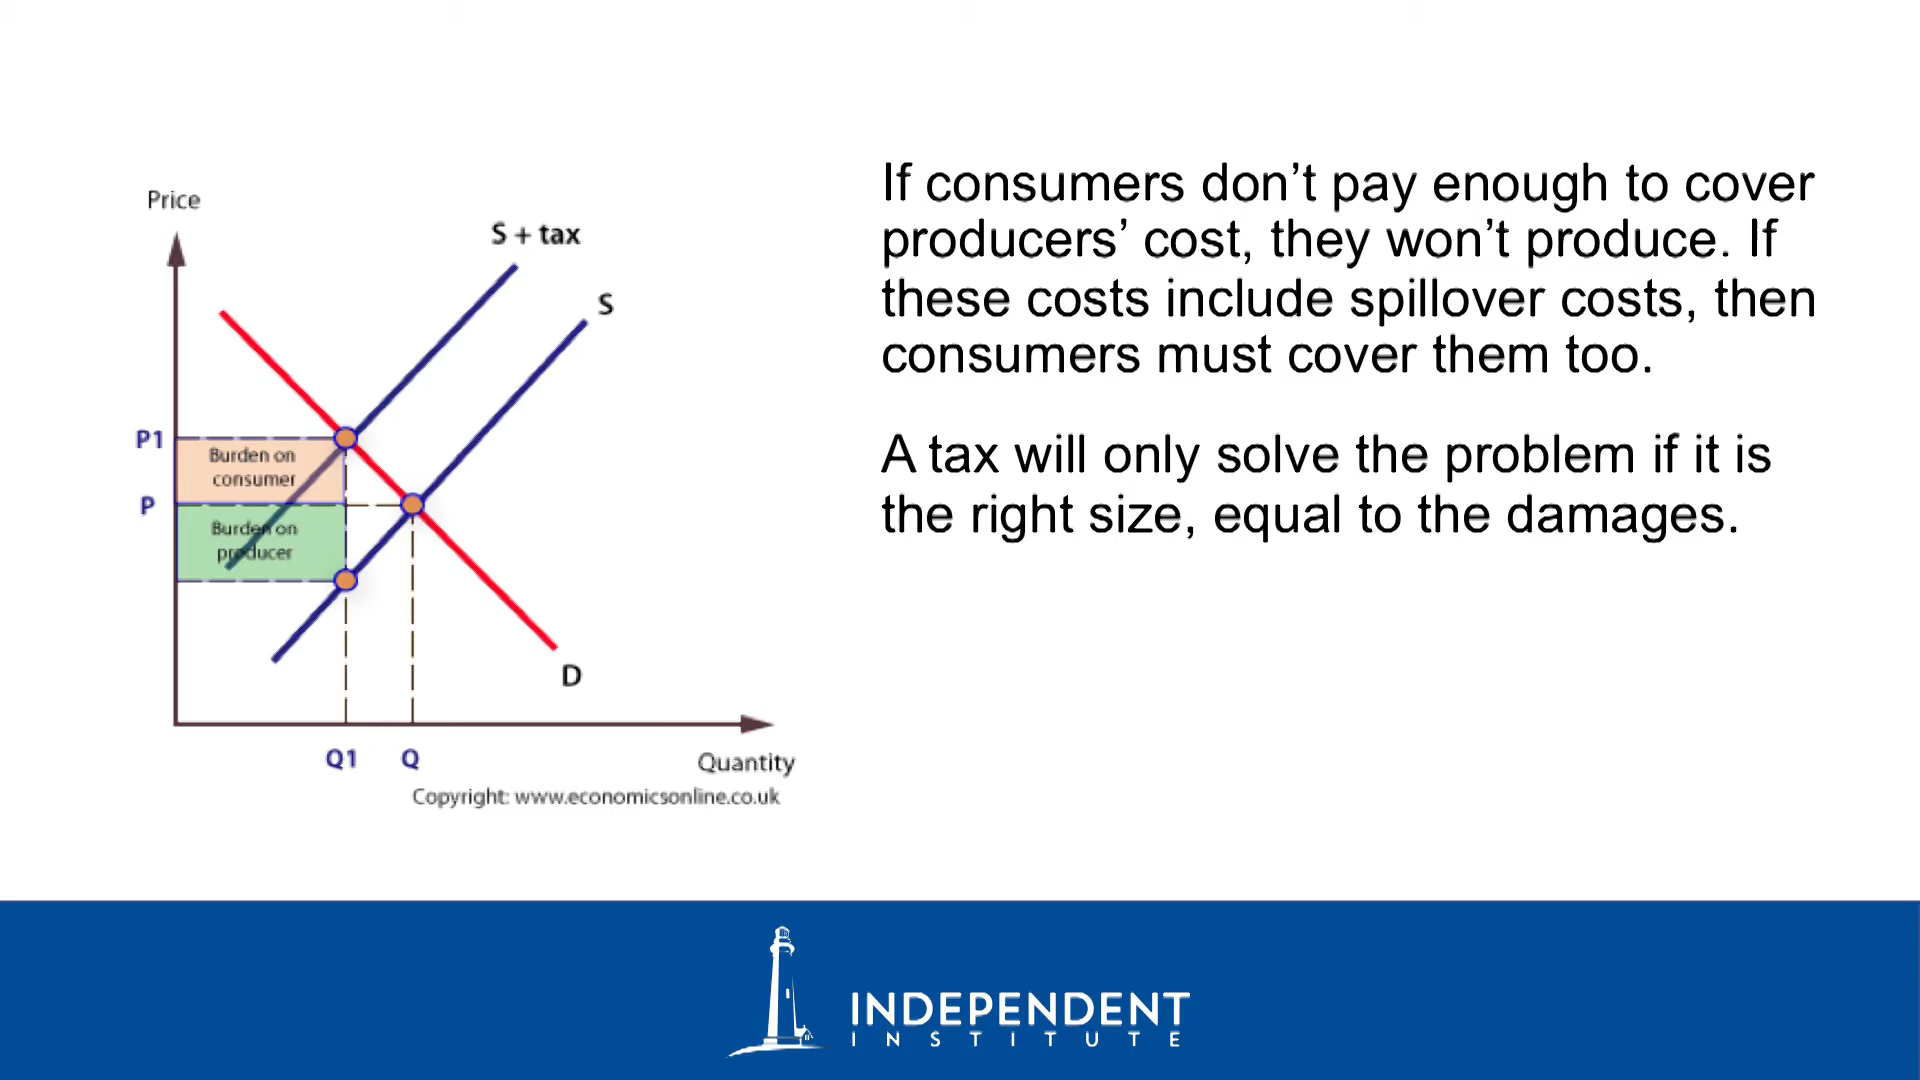 Price
S + tax
S
P1
Burden on
consumer
P
Burden on
producer
D
Q1
Q
Quantity
Copyright: www.economicsonline.co.uk
If consumers don’t pay enough to cover
producers’ cost, they won’t produce. If
these costs include spillover costs, then
consumers must cover them too.
A tax will only solve the problem if it is
the right size, equal to the damages.
INDEPENDENT
INSTITUTE